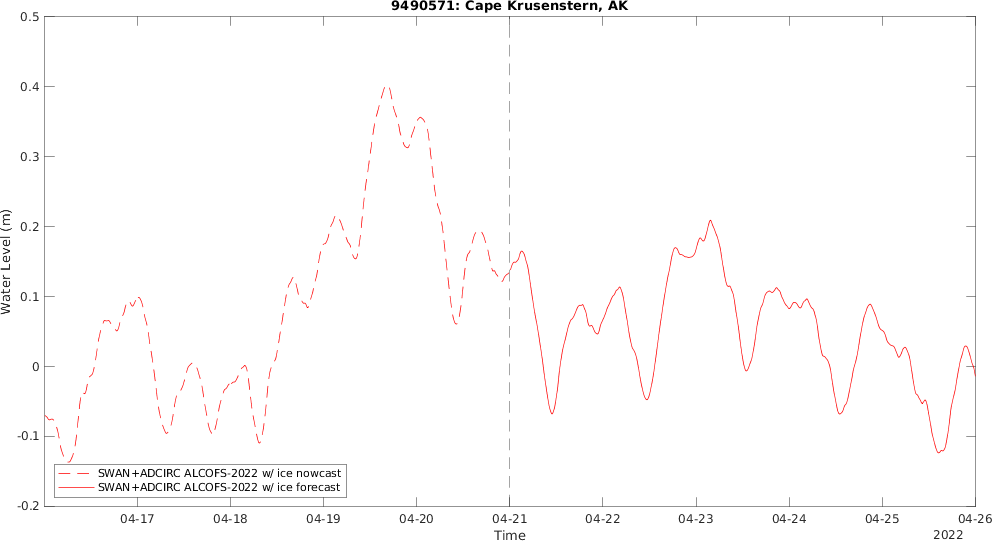 9490571: Cape Krusenstern, AK
Water Level (m)
0.5
0.4
0.3
0.2
0.1
0
-0.1
-0.2
SWAN+ADCIRC ALCOFS-2022 w/ ice nowcast
SWAN+ADCIRC ALCOFS-2022 w/ ice forecast
04-17 04-18 04-19 04-20 04-21 04-22 04-23 04-24 04-25 04-26
Time
2022